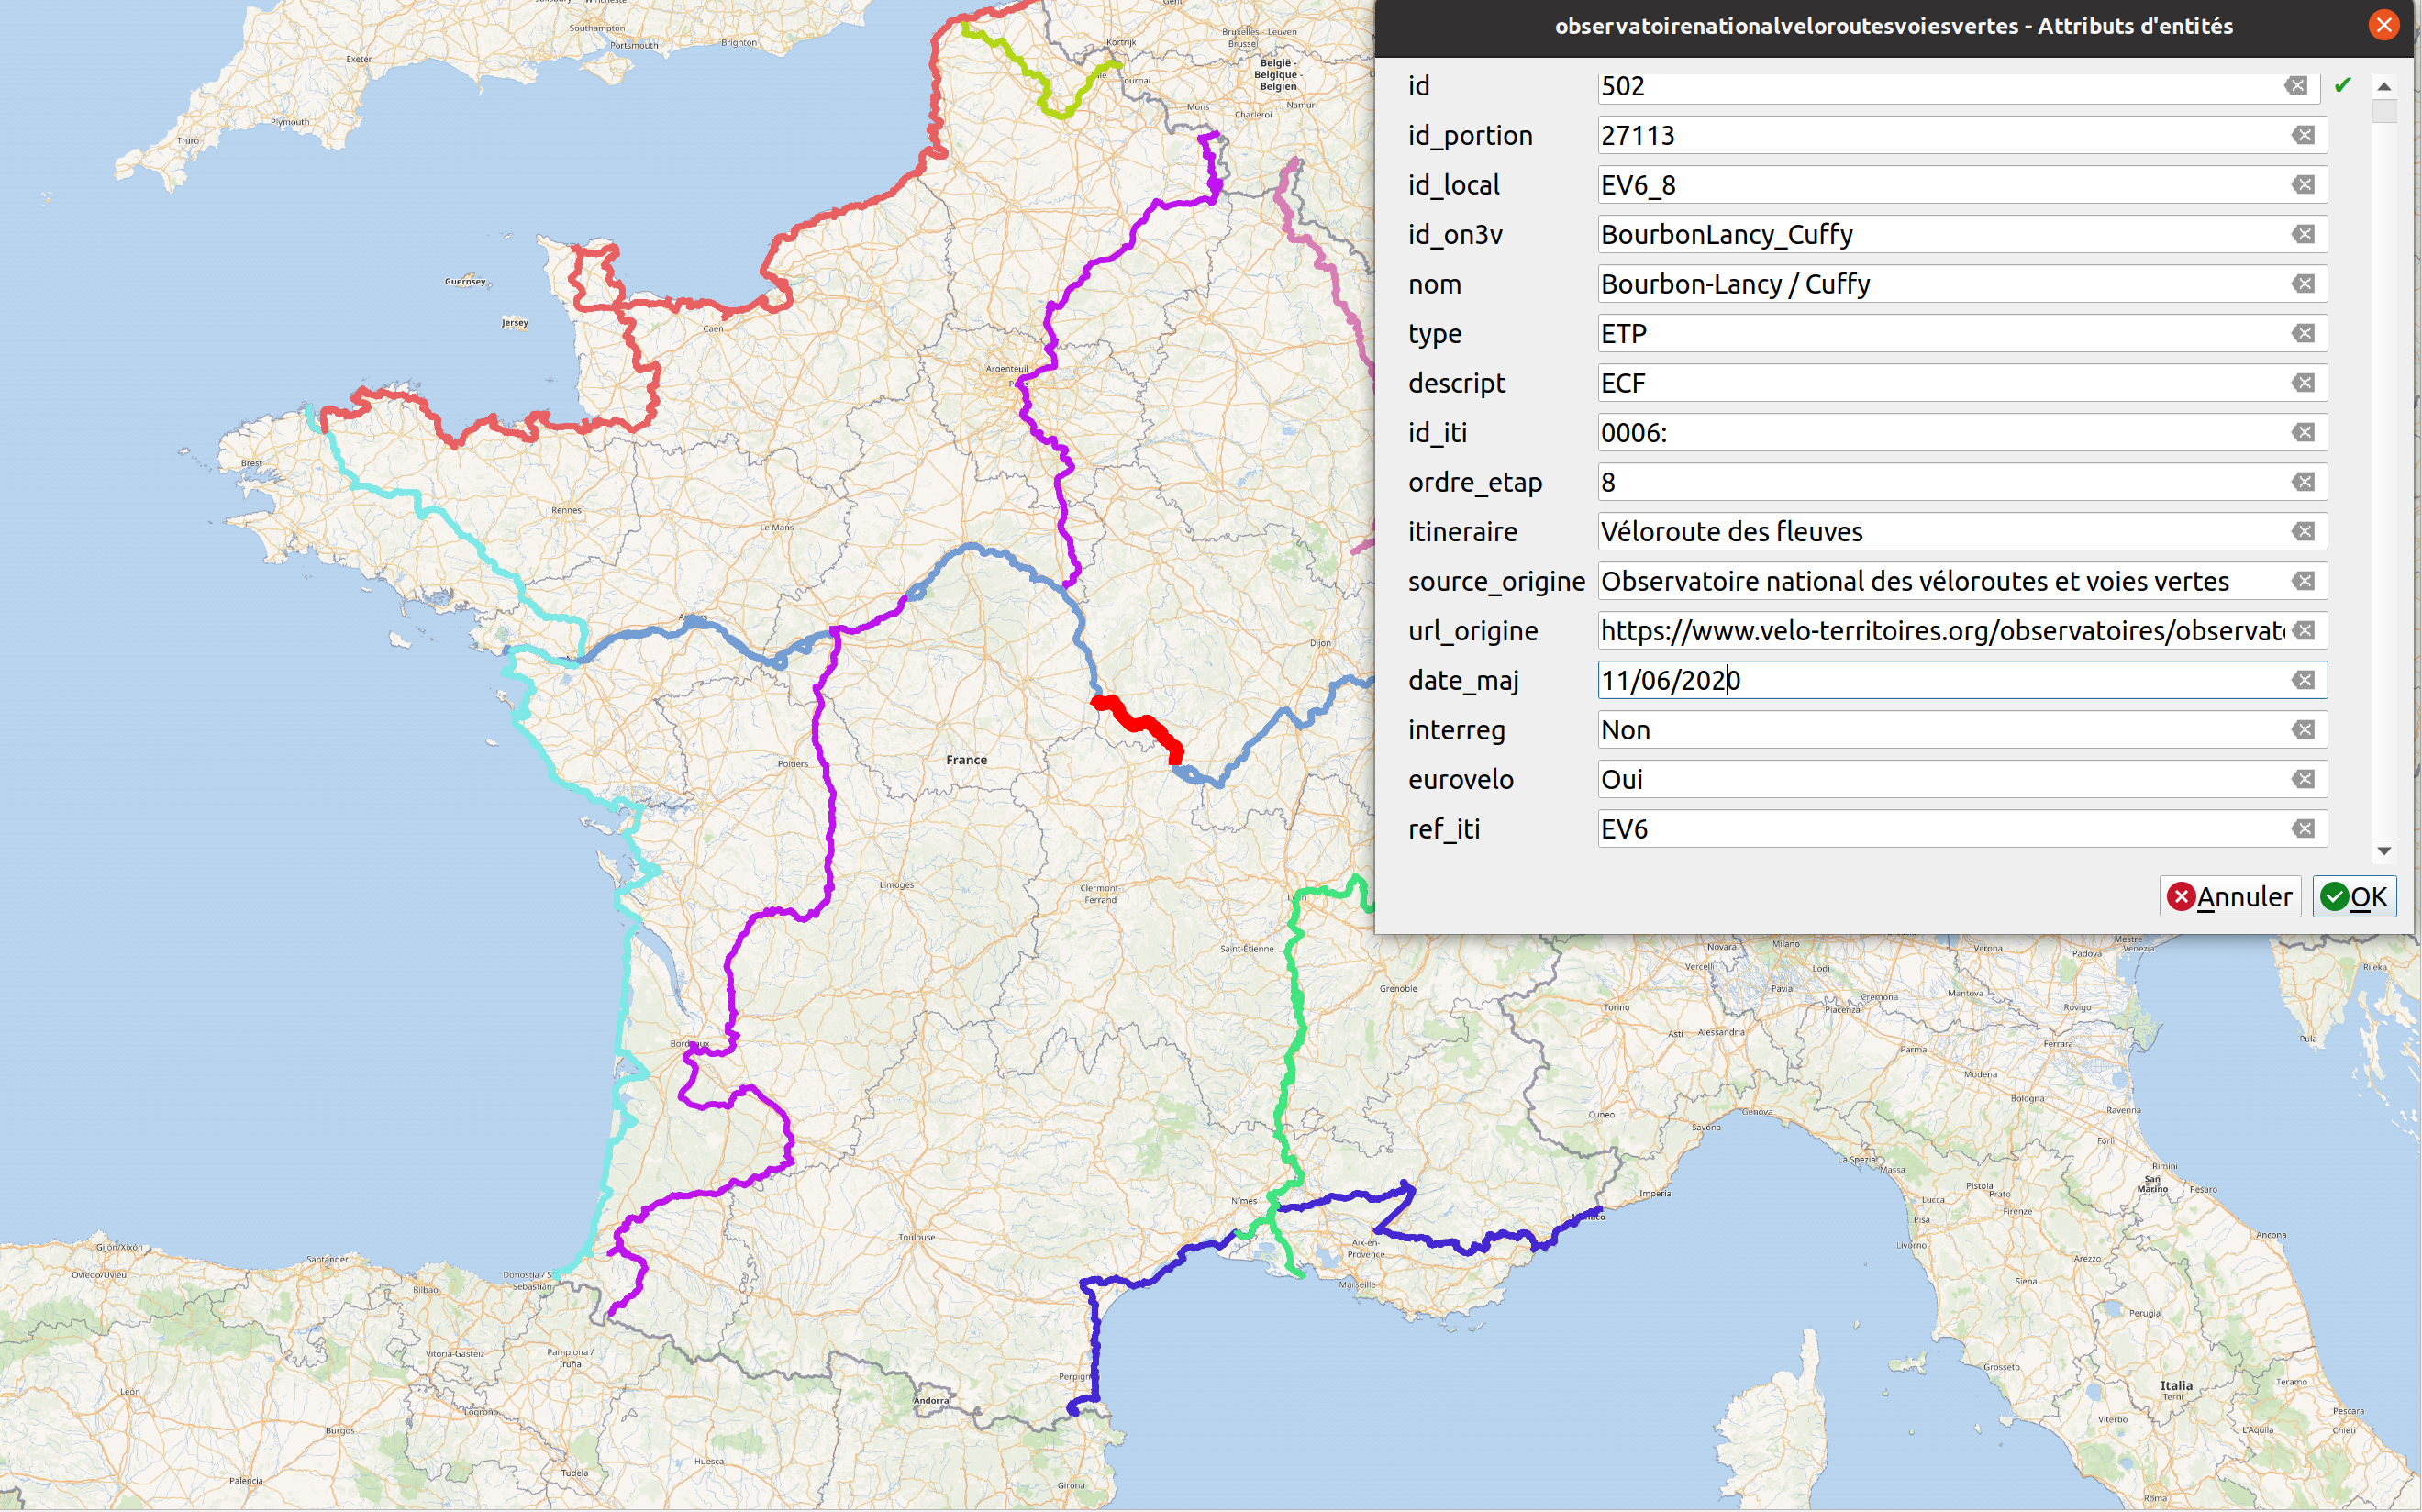 observatoirenationalveloroutesvoiesvertes - Attributs d'entités
id 502
id_portion 27113
id_local EV6_8
id_on3v BourbonLancy_Cuffy
nom Bourbon-Lancy / Cuffy
type ETP
descript ECF
id_iti 0006:
ordre_etap 8
itineraire Véloroute des fleuves
source_origine Observatoire national des véloroutes et voies vertes
url_origine https://www.velo-territoires.org/observatoires/observat
date_maj 11/06/2020
interreg Non
eurovelo Oui
ref_iti EV6
Annuler OK
Southampton
Portsmouth
Brighton
Exeter
Plymouth
Truro
Kortrijk
Bruxelles - Leuven
Brussel
België -
Belgique -
Belgien
Tournai
Mons
Namur
Charleroi
Guernsey
Jersey
Caen
Argenteuil
Brest
Rennes
Le Mans
Dijon
France
Poitiers
Limoges
Clermont-
Ferrand
Saint-Étienne
Grenoble
Nîmes
Toulouse
Aix-en-
Provence
Marseille
Andorra
Girona
Gijón/Xixón
Oviedo/Uviéu
Santander
Bilbao
Donostia / S
Sebastián
Vitoria-Gasteiz
Pamplona /
Iruña
León
Logroño
Burgos
Palencia
Tudela
Huesca
Novara
Milano
Vercelli
Lodi
Pavia
Torino
Piacenza
Cremona
Mantova
Verona
Padova
Mestre
Venezia
Rovigo
Rijeka
Pula
Asti
Alessandria
Parma
Ferrara
Modena
Bologna
Ravenna
Forlì
Cuneo
Savona
Genova
La Spezia
Massa
Imperia
Rimini
San
Marino
Pesaro
Pistoia
Prato
Lucca
Firenze
Pisa
Livorno
Arezzo
Ancona
Siena
Perugia
Grosseto
Italia
Terni
Teramo
Viterbo
Pescara
Chieti
L'Aquila
Roma